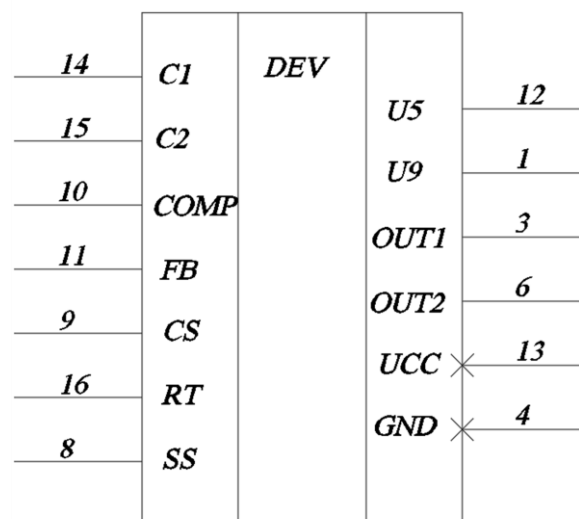 14 C1 DEV
U5 12
15 C2
U9 1
10 COMP
OUT1 3
11 FB
OUT2 6
9 CS
UCC 13
16 RT
GND 4
8 SS